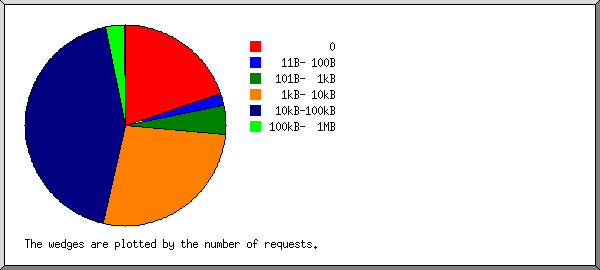 0
11B- 100B
101B- 1kB
1kB- 10kB
10kB-100kB
100kB- 1MB
The wedges are plotted by the number of requests.